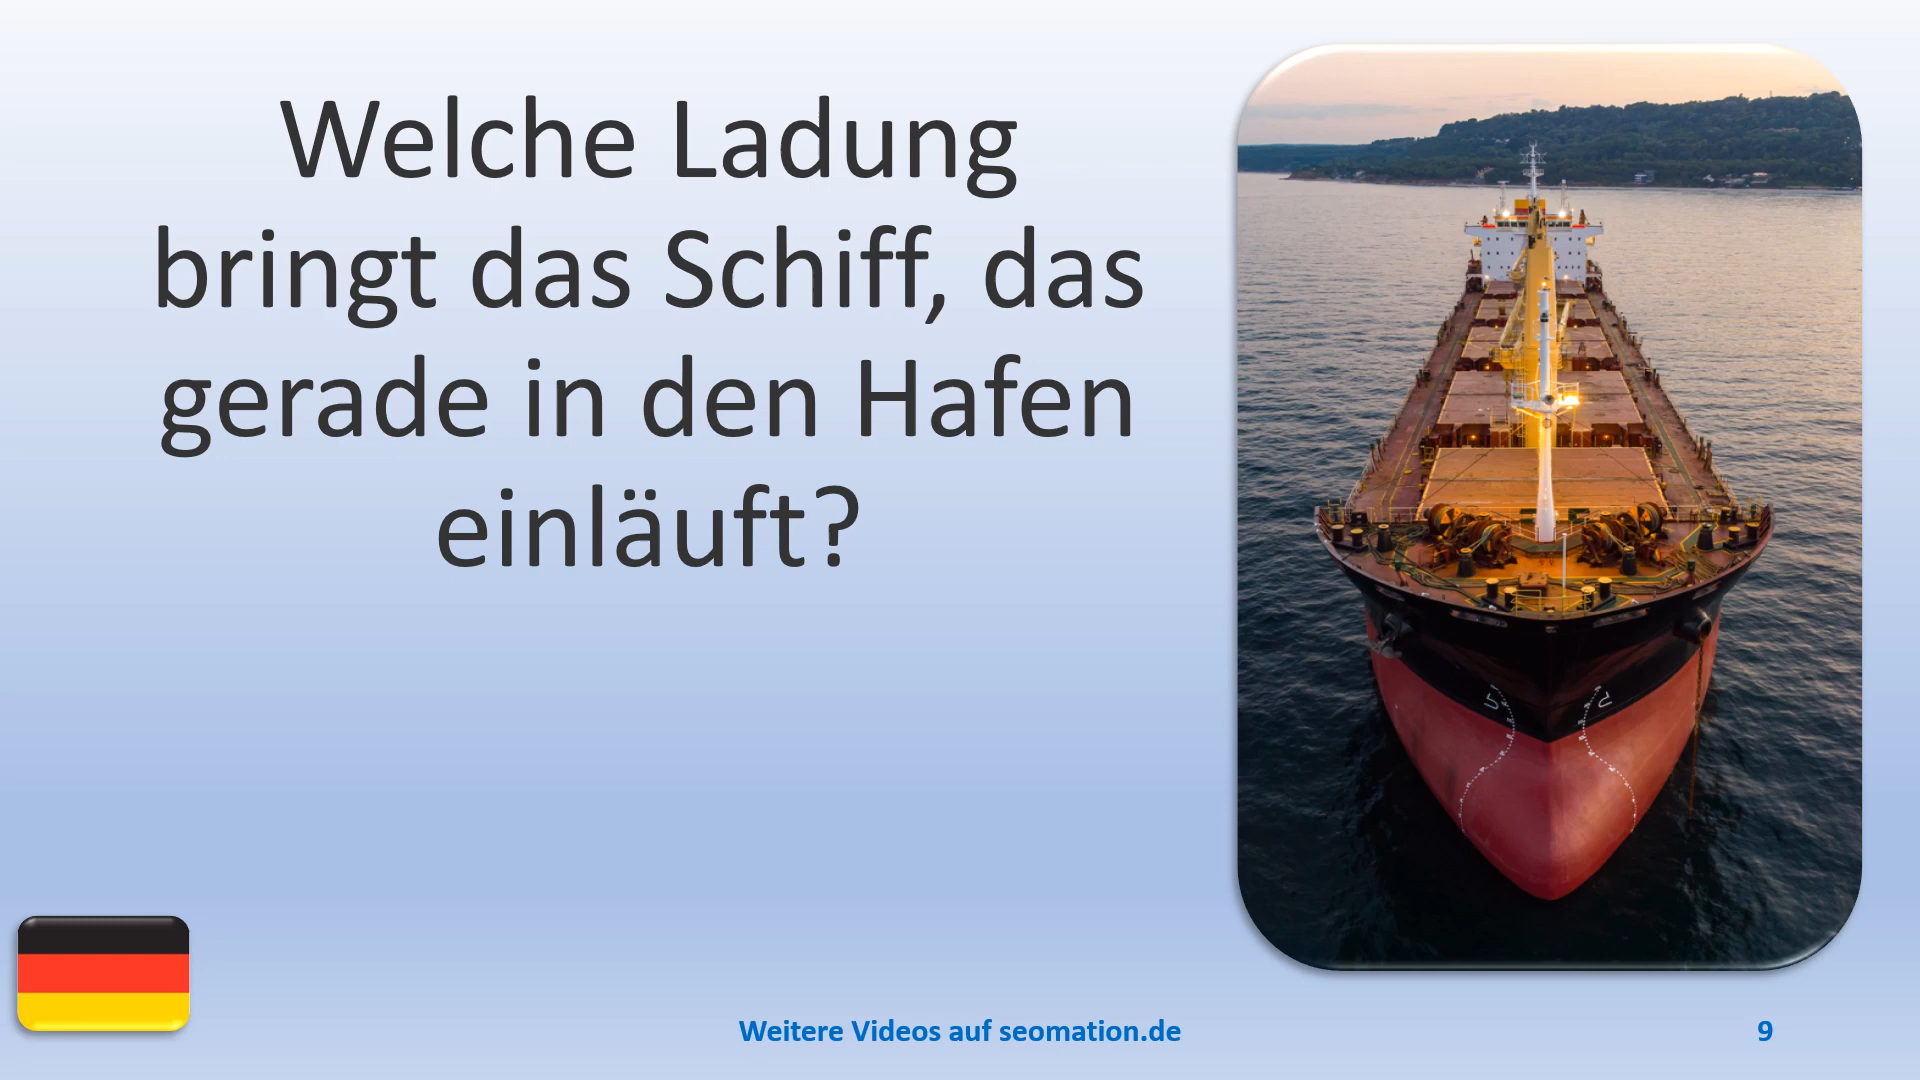 Welche Ladung
bringt das Schiff, das
gerade in den Hafen
einläuft?
Weitere Videos auf seomation.de
9